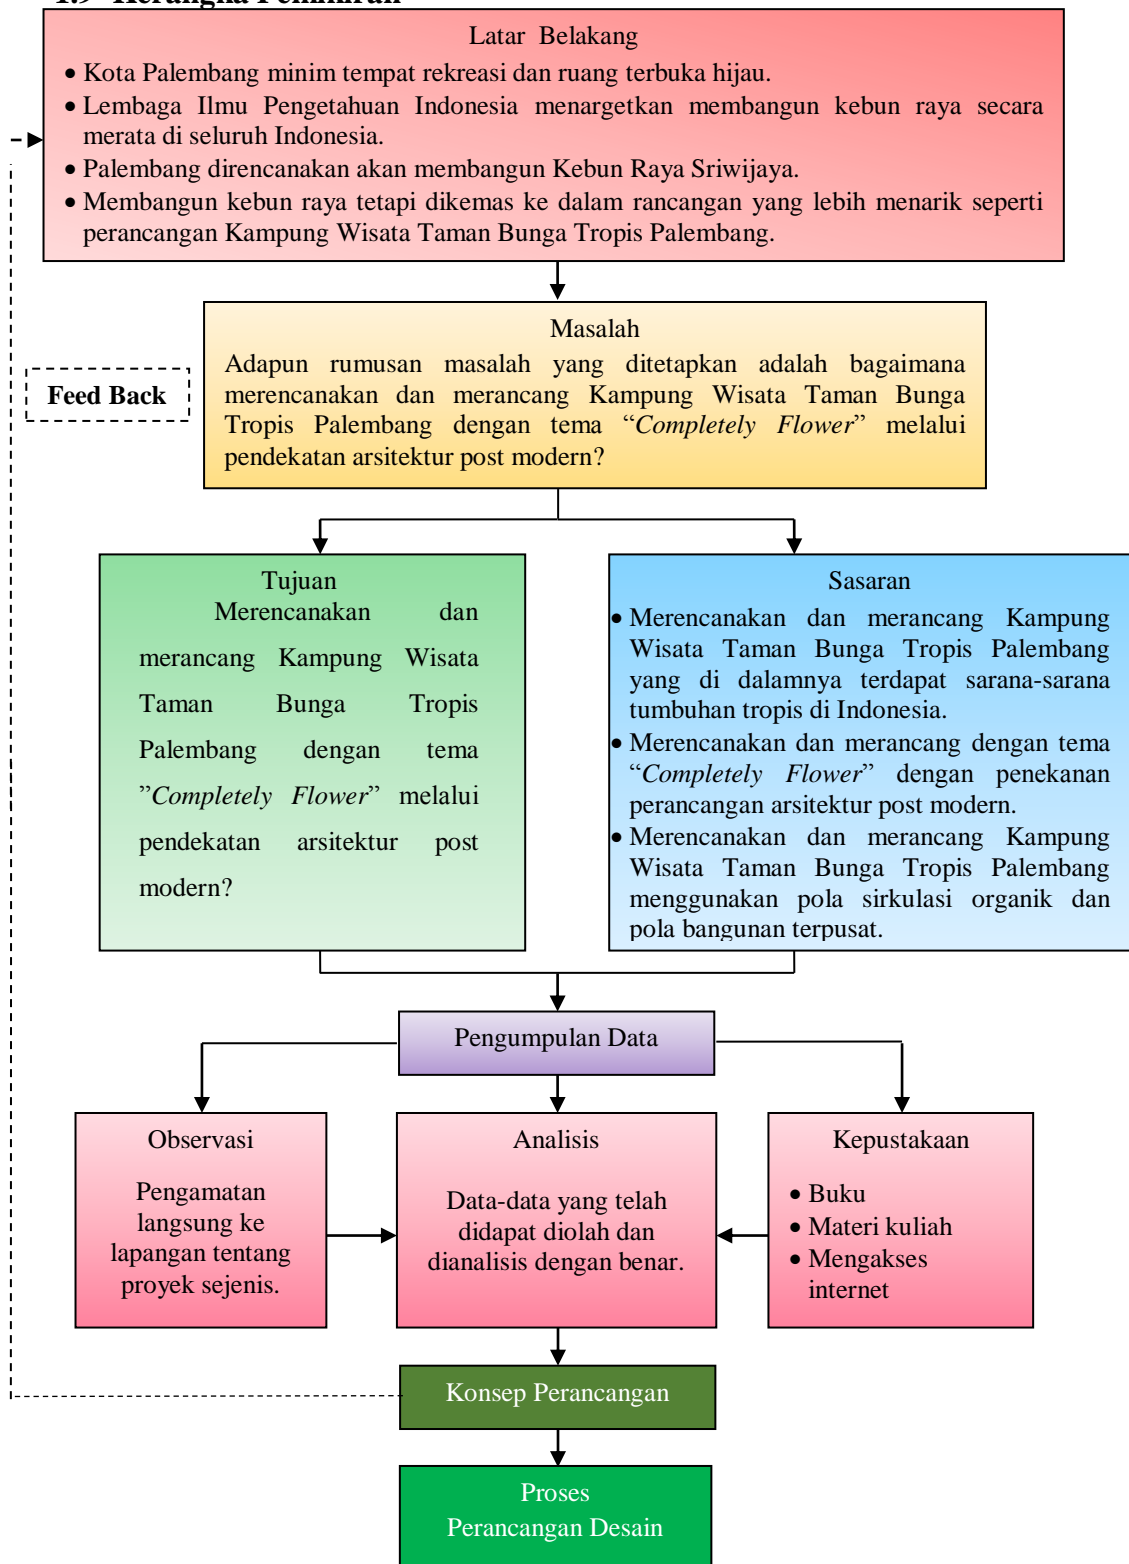 1.9 Kerangka Pemikiran
Latar Belakang
• Kota Palembang minim tempat rekreasi dan ruang terbuka hijau.
• Lembaga Ilmu Pengetahuan Indonesia menargetkan membangun kebun raya secara
merata di seluruh Indonesia.
• Palembang direncanakan akan membangun Kebun Raya Sriwijaya.
• Membangun kebun raya tetapi dikemas ke dalam rancangan yang lebih menarik seperti
perancangan Kampung Wisata Taman Bunga Tropis Palembang.
Masalah
Adapun rumusan masalah yang ditetapkan adalah bagaimana
merencanakan dan merancang Kampung Wisata Taman Bunga
Tropis Palembang dengan tema “Completely Flower” melalui
pendekatan arsitektur post modern?
Feed Back
Tujuan
Merencanakan dan
merancang Kampung Wisata
Taman Bunga Tropis
Palembang dengan tema
”Completely Flower” melalui
pendekatan arsitektur post
modern?
Sasaran
• Merencanakan dan merancang Kampung
Wisata Taman Bunga Tropis Palembang
yang di dalamnya terdapat sarana-sarana
tumbuhan tropis di Indonesia.
• Merencanakan dan merancang dengan tema
“Completely Flower” dengan penekanan
perancangan arsitektur post modern.
• Merencanakan dan merancang Kampung
Wisata Taman Bunga Tropis Palembang
menggunakan pola sirkulasi organik dan
pola bangunan terpusat.
Pengumpulan Data
Observasi
Pengamatan
langsung ke
lapangan tentang
proyek sejenis.
Analisis
Data-data yang telah
didapat diolah dan
dianalisis dengan benar.
Kepustakaan
• Buku
• Materi kuliah
• Mengakses
internet
Konsep Perancangan
Proses
Perancangan Desain